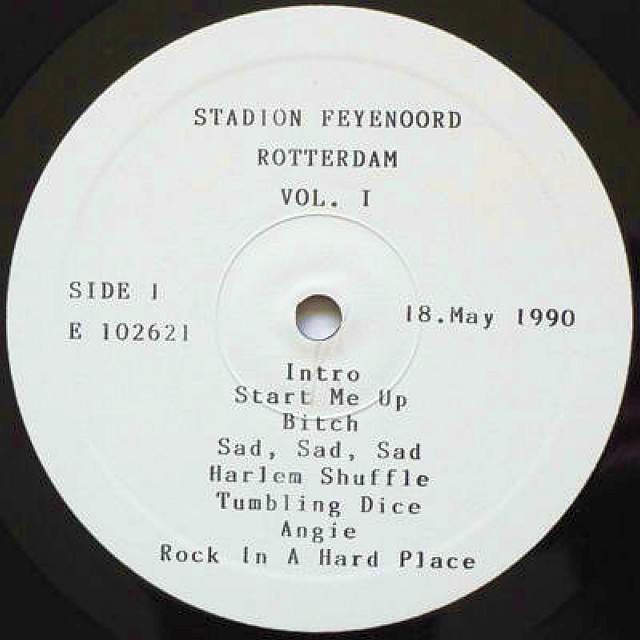 STADION FEYENOORD
ROTTERDAM
VOL. I
SIDE 1
E 102621
18.May 1990
Intro
Start Me Up
Bitch
Sad, Sad, Sad
Harlem Shuffle
Tumbling Dice
Angie
Rock In A Hard Place